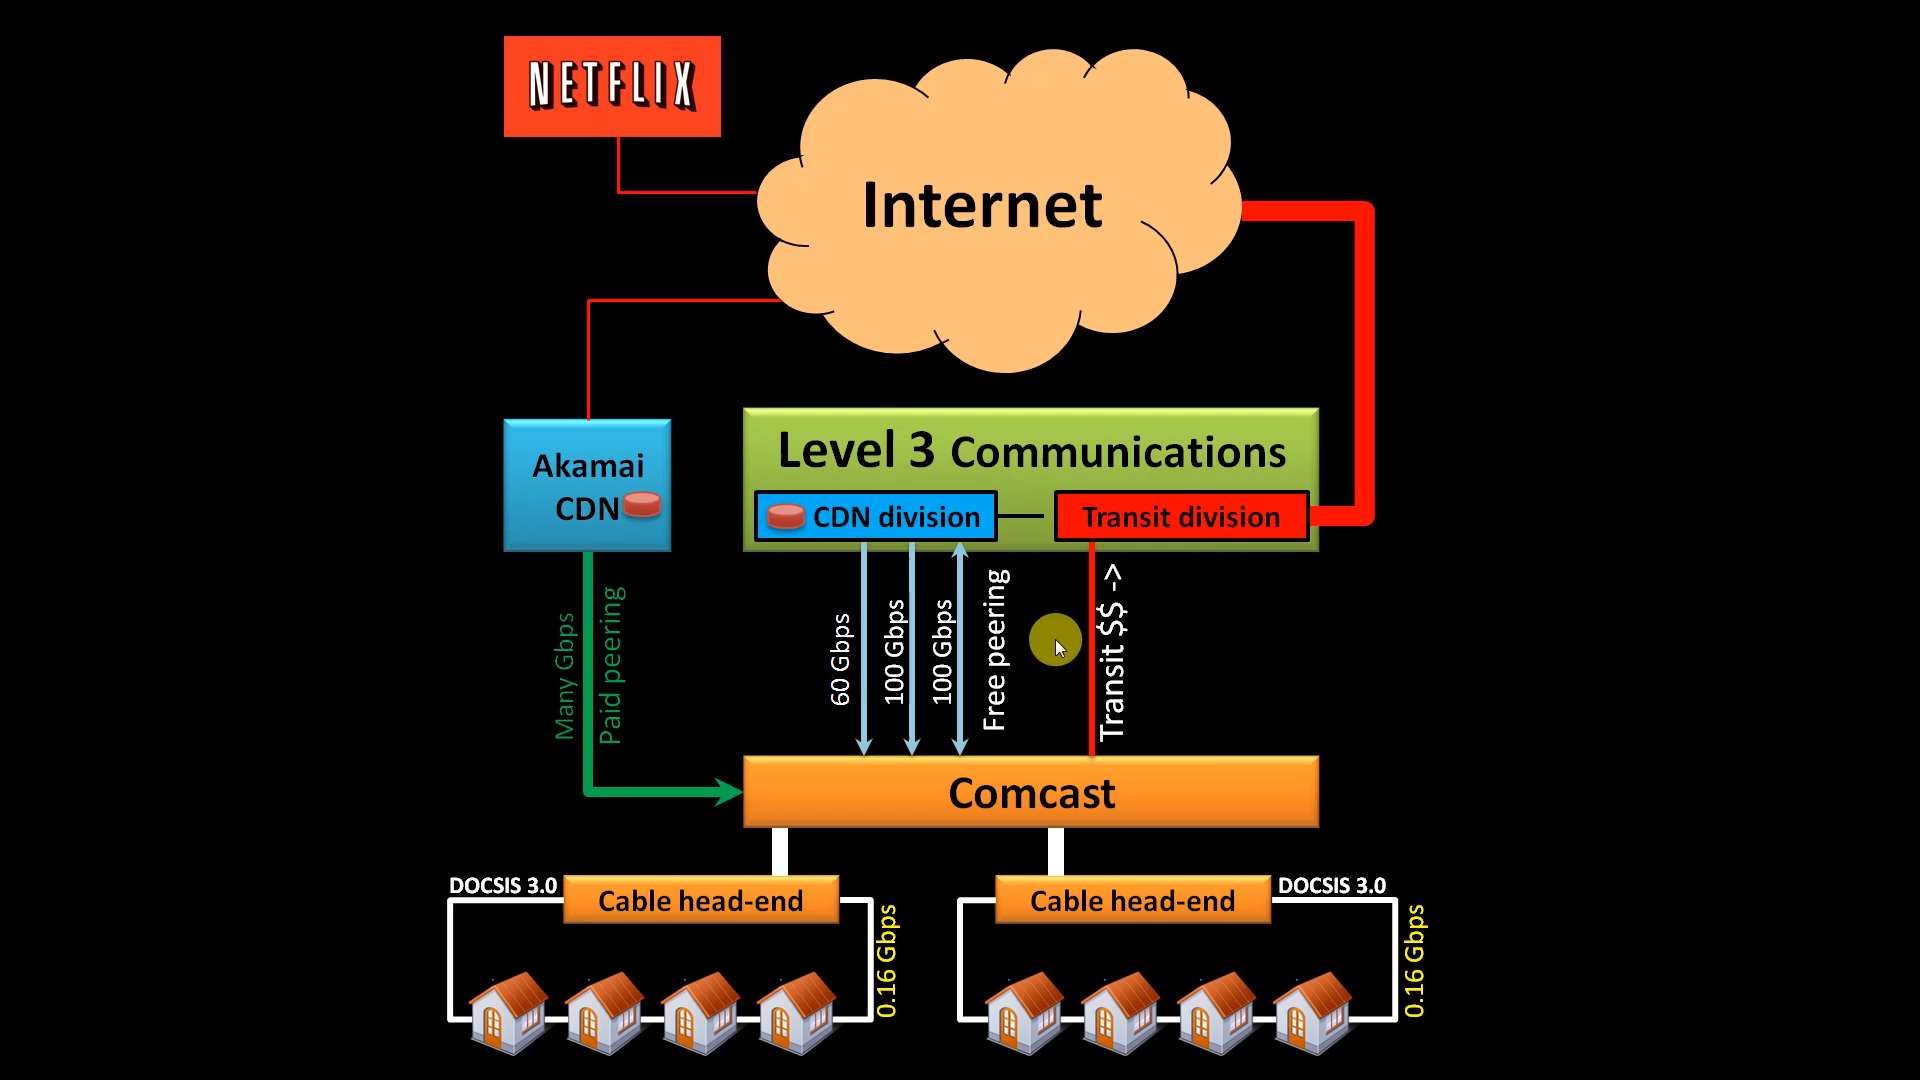 NETFLIX
Internet
Akamai
CDN
Level 3 Communications
CDN division
Transit division
Many Gbps
Paid peering
60 Gbps
100 Gbps
100 Gbps
Free peering
Transit $$ ->
Comcast
DOCSIS 3.0
Cable head-end
0.16 Gbps
Cable head-end
DOCSIS 3.0
0.16 Gbps